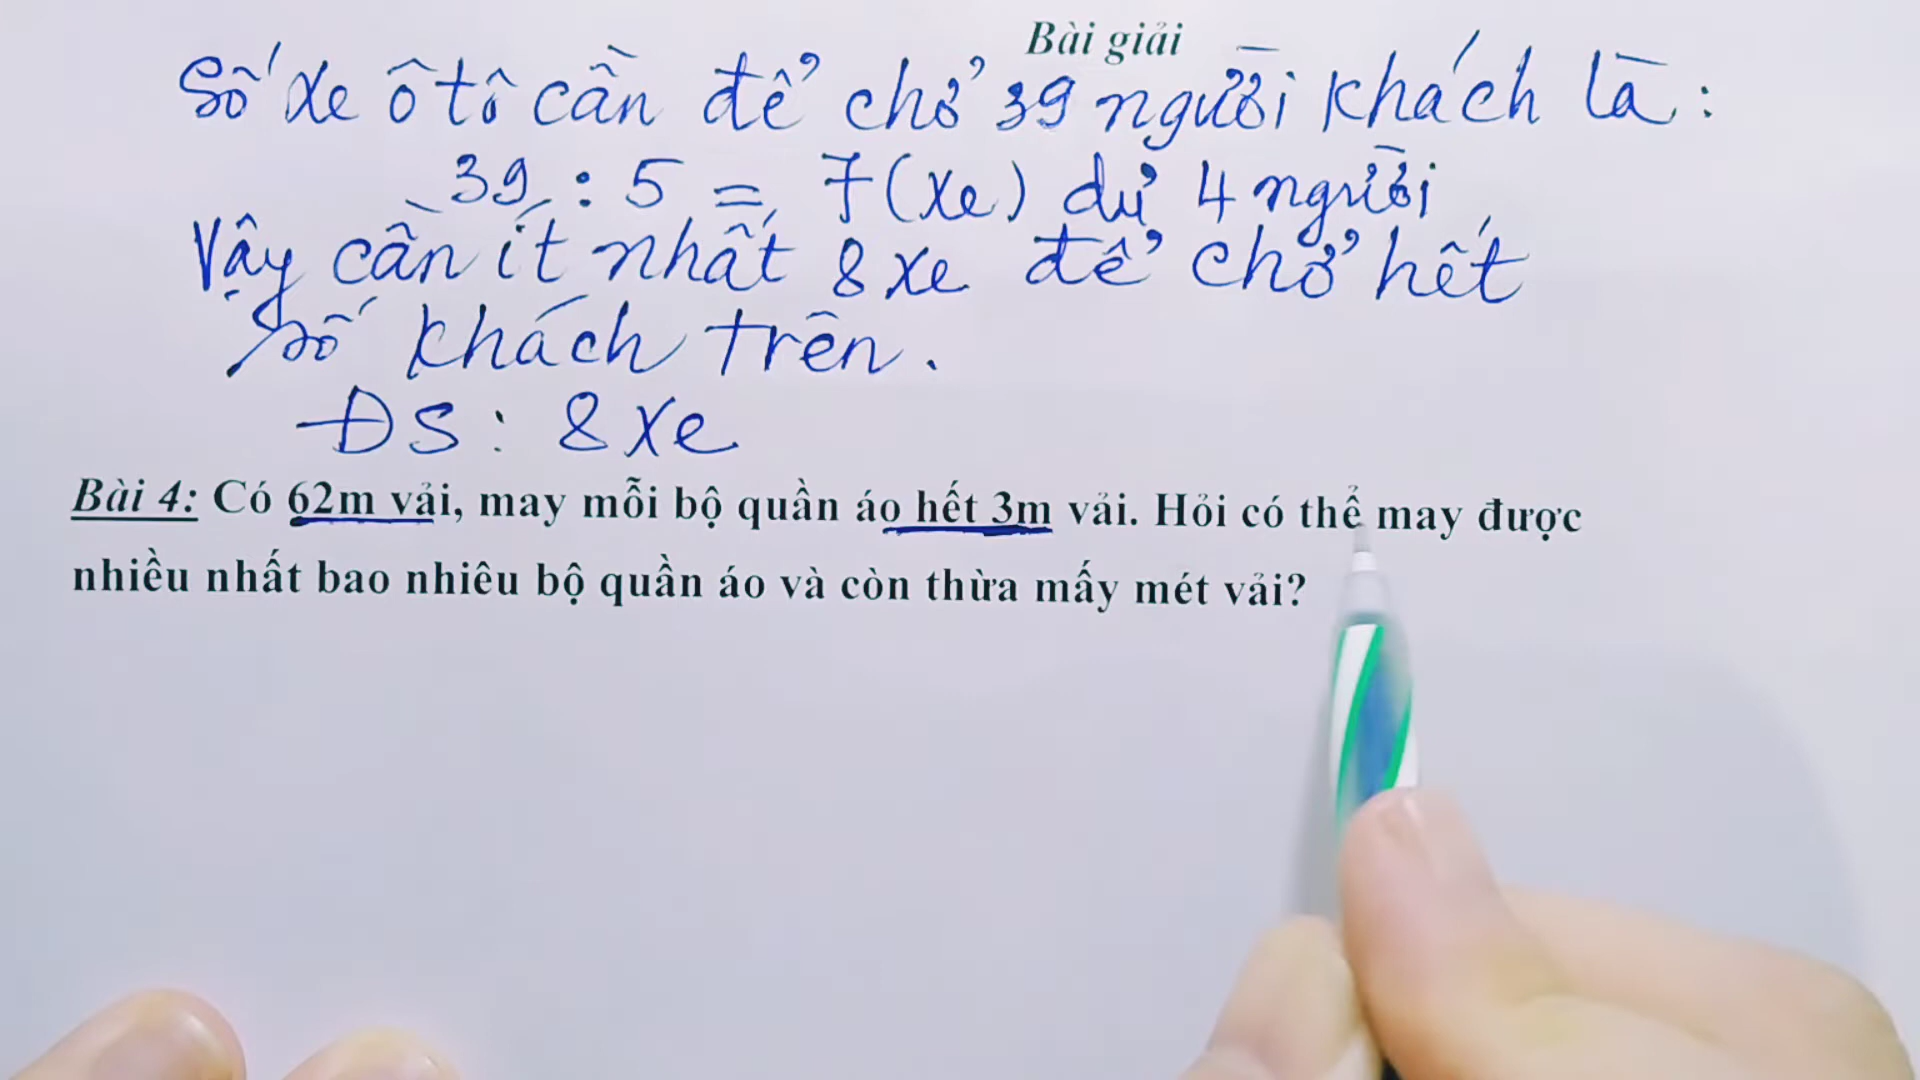 Bài giải
Số xe ô tô cần để chở 39 người khách là:
39 : 5 = 7 (xe) dư 4 người
Vậy cần ít nhất 8 xe để chở hết
số khách trên.
ĐS: 8 xe
Bài 4: Có 62m vải, may mỗi bộ quần áo hết 3m vải. Hỏi có thể may được
nhiều nhất bao nhiêu bộ quần áo và còn thừa mấy mét vải?